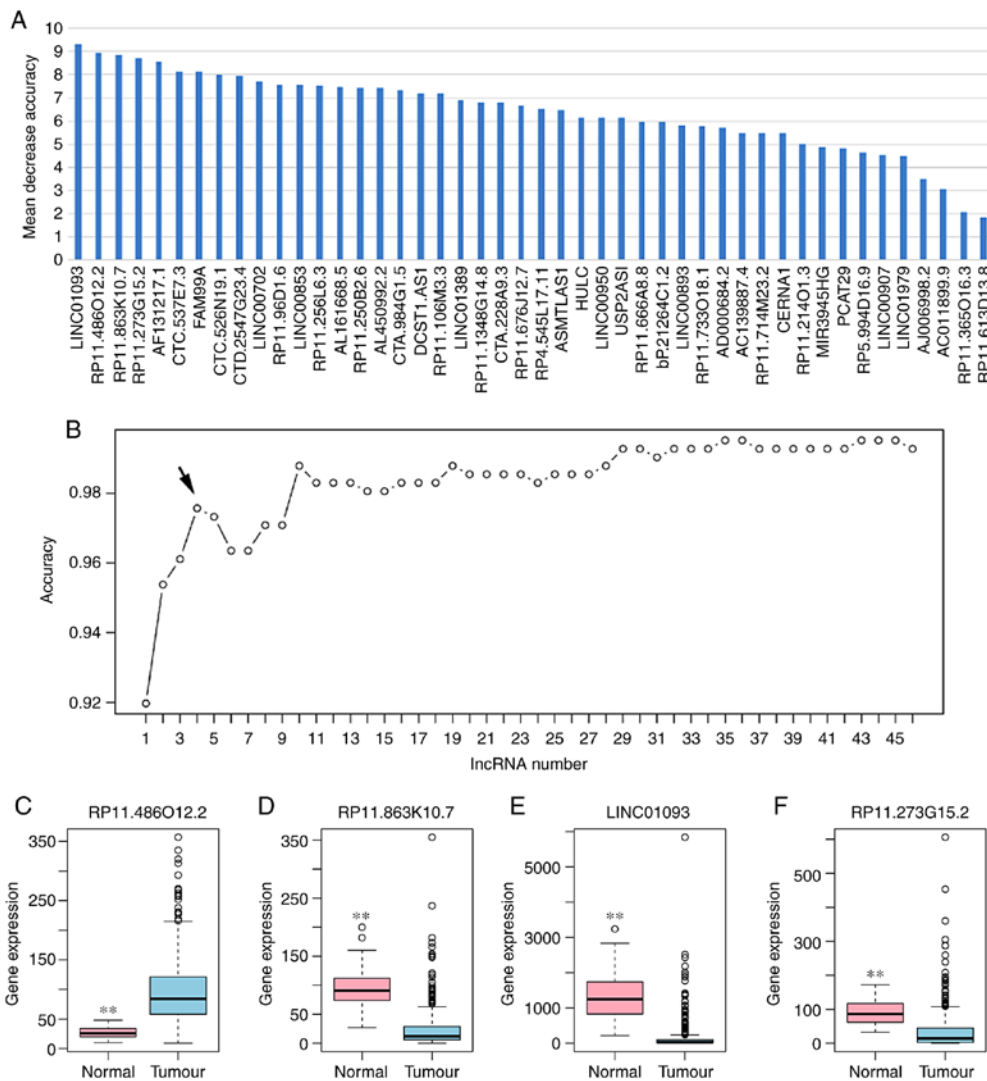 A
Mean decrease accuracy
10
9
8
7
6
5
4
3
2
1
0
LINC01093
RP11.486O12.2
RP11.863K10.7
RP11.273G15.2
AF131217.1
CTC.537E7.3
FAM99A
CTC.526N19.1
CTD.2547G23.4
LINC00702
RP11.96D1.6
LINC00853
RP11.256L6.3
AL161668.5
RP11.250B2.6
AL450992.2
CTA.984G1.5
DCST1.AS1
RP11.106M3.3
LINC01389
RP11.1348G14.8
CTA.228A9.3
RP11.676J12.7
RP4.545L17.11
ASMTLAS1
HULC
LINC00950
USP2ASI
RP11.666A8.8
bP.21264C1.2
LINC00893
RP11.733O18.1
AD000684.2
AC139887.4
RP11.714M23.2
CERNA1
RP11.214O1.3
MIR3945HG
PCAT29
RP5.994D16.9
LINC00907
LINC01979
AJ006998.2
ACO11899.9
RP11.365O16.3
RP11.613D13.8
B
Accuracy
0.98
0.96
0.94
0.92
1 3 5 7 9 11 13 15 17 19 21 23 25 27 29 31 33 35 37 39 41 43 45
lncRNA number
C
RP11.486O12.2
Gene expression
350
250
150
50
0
**
Normal Tumour
D
RP11.863K10.7
Gene expression
350
250
150
50
0
**
Normal Tumour
E
LINC01093
Gene expression
5000
3000
1000
0
**
Normal Tumour
F
RP11.273G15.2
Gene expression
500
300
200
100
0
**
Normal Tumour